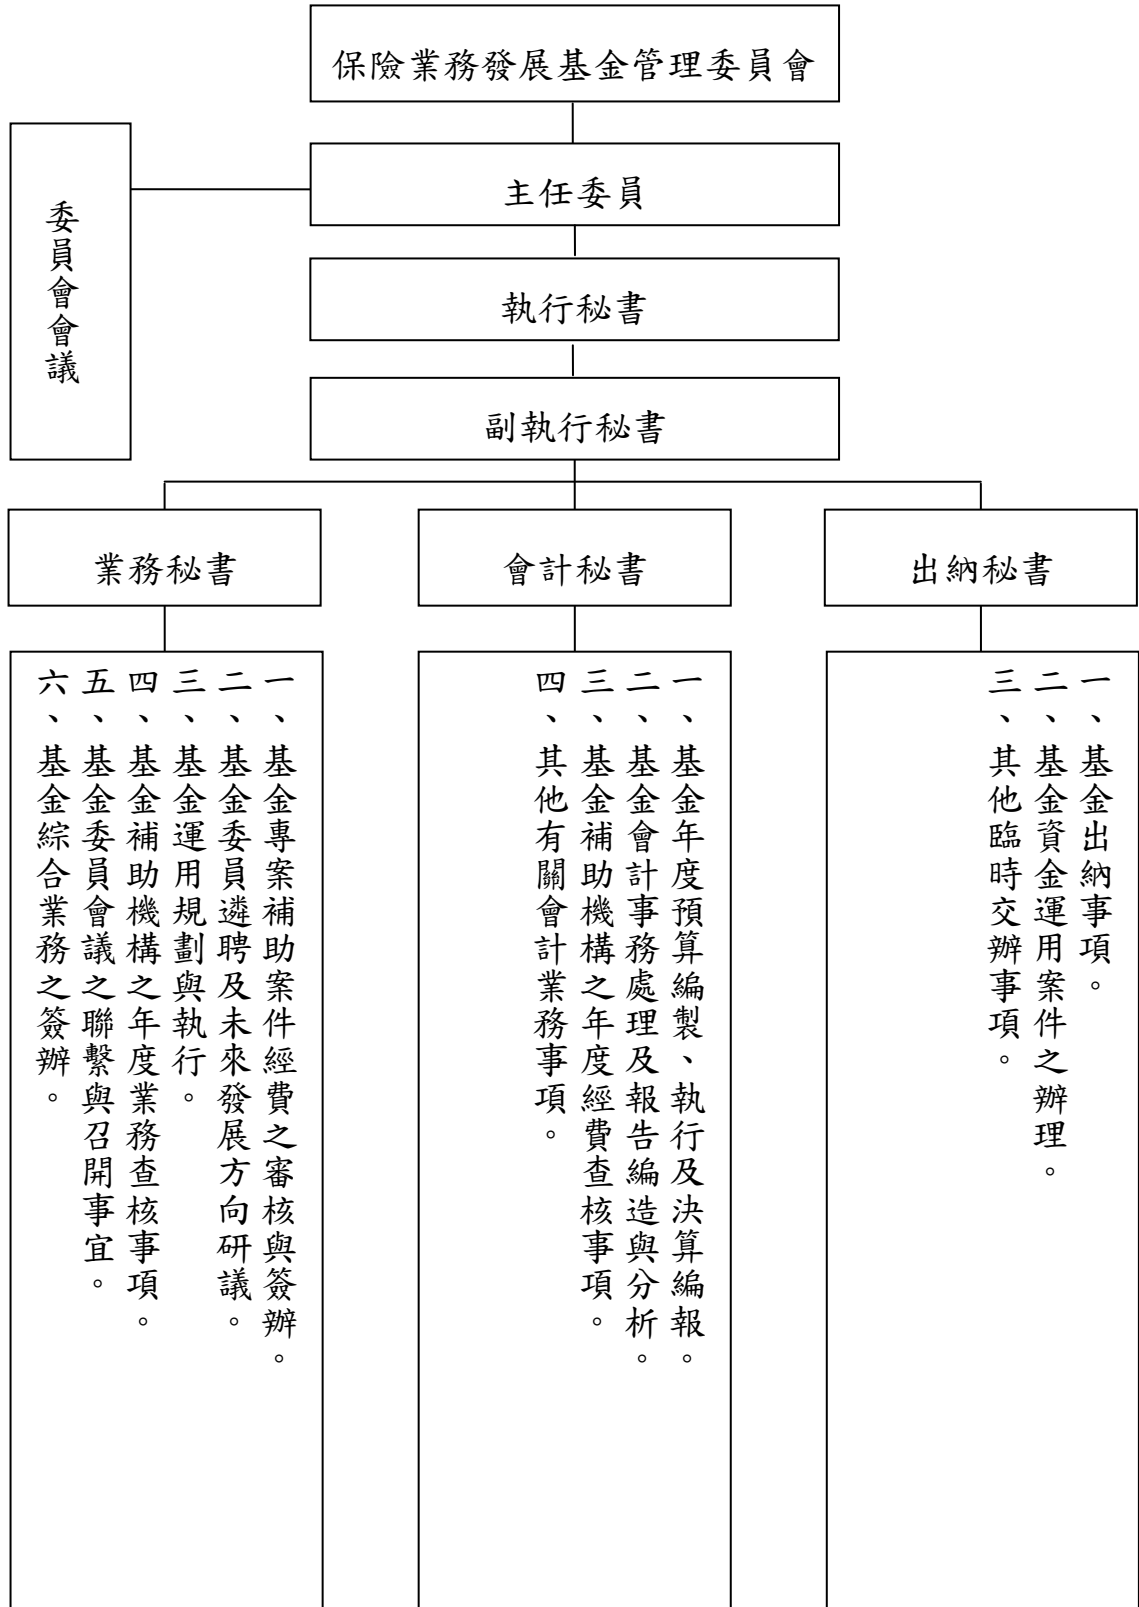 保險業務發展基金管理委員會
主任委員
委員會會議
執行秘書
副執行秘書
業務秘書
會計秘書
出納秘書
一、基金專案補助案件經費之審核與簽辦。
二、基金委員遴聘及未來發展方向研議。
三、基金運用規劃與執行。
四、基金補助機構之年度業務查核事項。
五、基金委員會議之聯繫與召開事宜。
六、基金綜合業務之簽辦。
一、基金年度預算編製、執行及決算編報。
二、基金會計事務處理及報告編造與分析。
三、基金補助機構之年度經費查核事項。
四、其他有關會計業務事項。
一、基金出納事項。
二、基金資金運用案件之辦理。
三、其他臨時交辦事項。